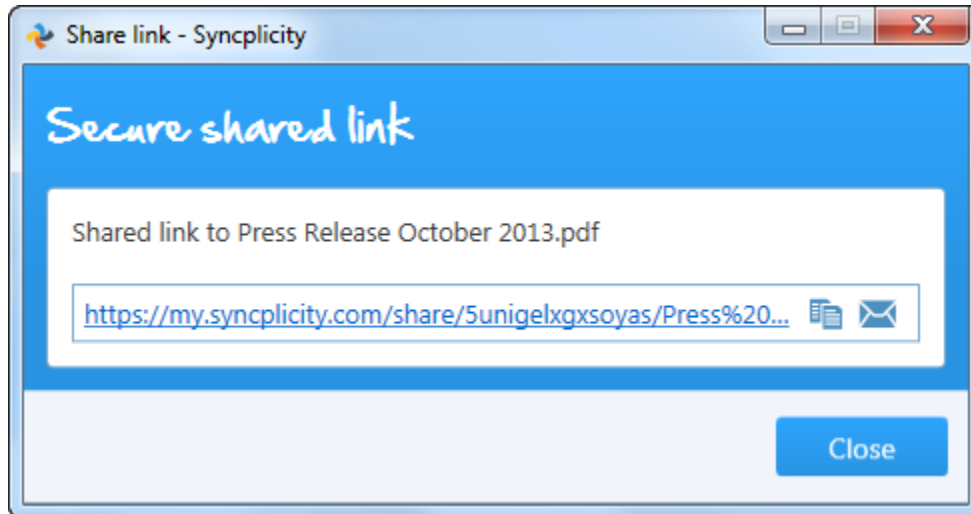 Share link - Syncplicity
Secure shared link
Shared link to Press Release October 2013.pdf
https://my.syncplicity.com/share/5unigelxgxsoyas/Press%20...
Close